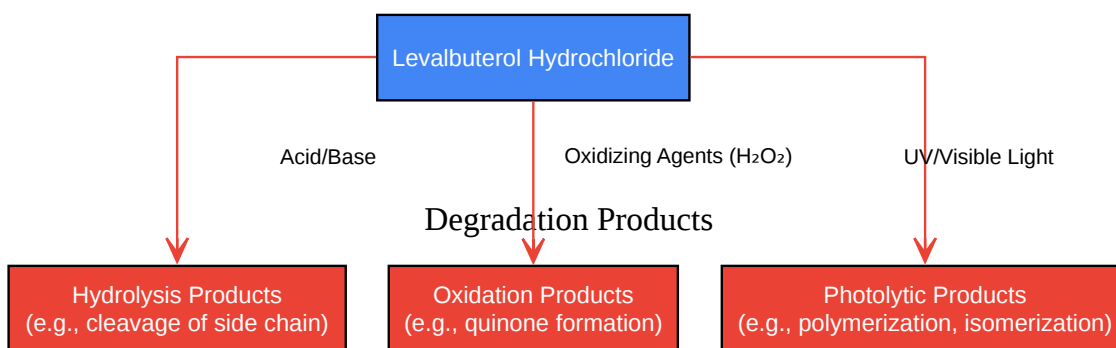 Levalbuterol Hydrochloride
Acid/Base
Oxidizing Agents (H₂O₂)
UV/Visible Light
Degradation Products
Hydrolysis Products
(e.g., cleavage of side chain)
Oxidation Products
(e.g., quinone formation)
Photolytic Products
(e.g., polymerization, isomerization)